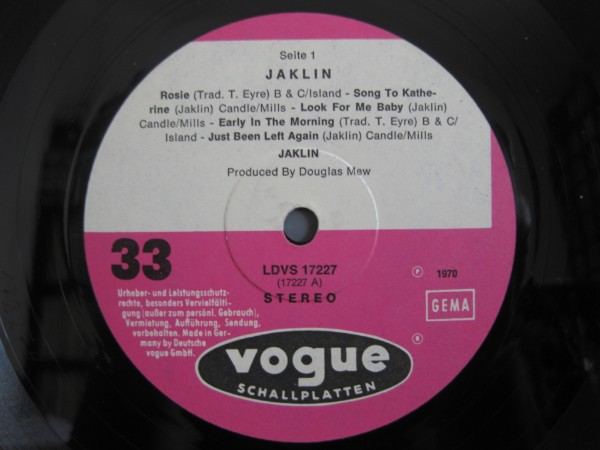 Seite 1
JAKLIN
Rosie (Trad. T. Eyre) B & C/Island - Song To Kathe-
rine (Jaklin) Candle/Mills - Look For Me Baby (Jaklin)
Candle/Mills - Early In The Morning (Trad. T. Eyre) B & C/
Island - Just Been Left Again (Jaklin) Candle/Mills
JAKLIN
Produced By Douglas Mew
33
LDVS 17227
(17227 A)
STEREO
℗ 1970
GEMA
Urheber- und Leistungsschutz-
rechte, besonders Vervielfälti-
gung (außer zum persönl. Gebrauch),
Vermietung, Aufführung, Sendung,
vorbehalten. Made in Ger-
many by Deutsche
vogue GmbH.
®
vogue
SCHALLPLATTEN